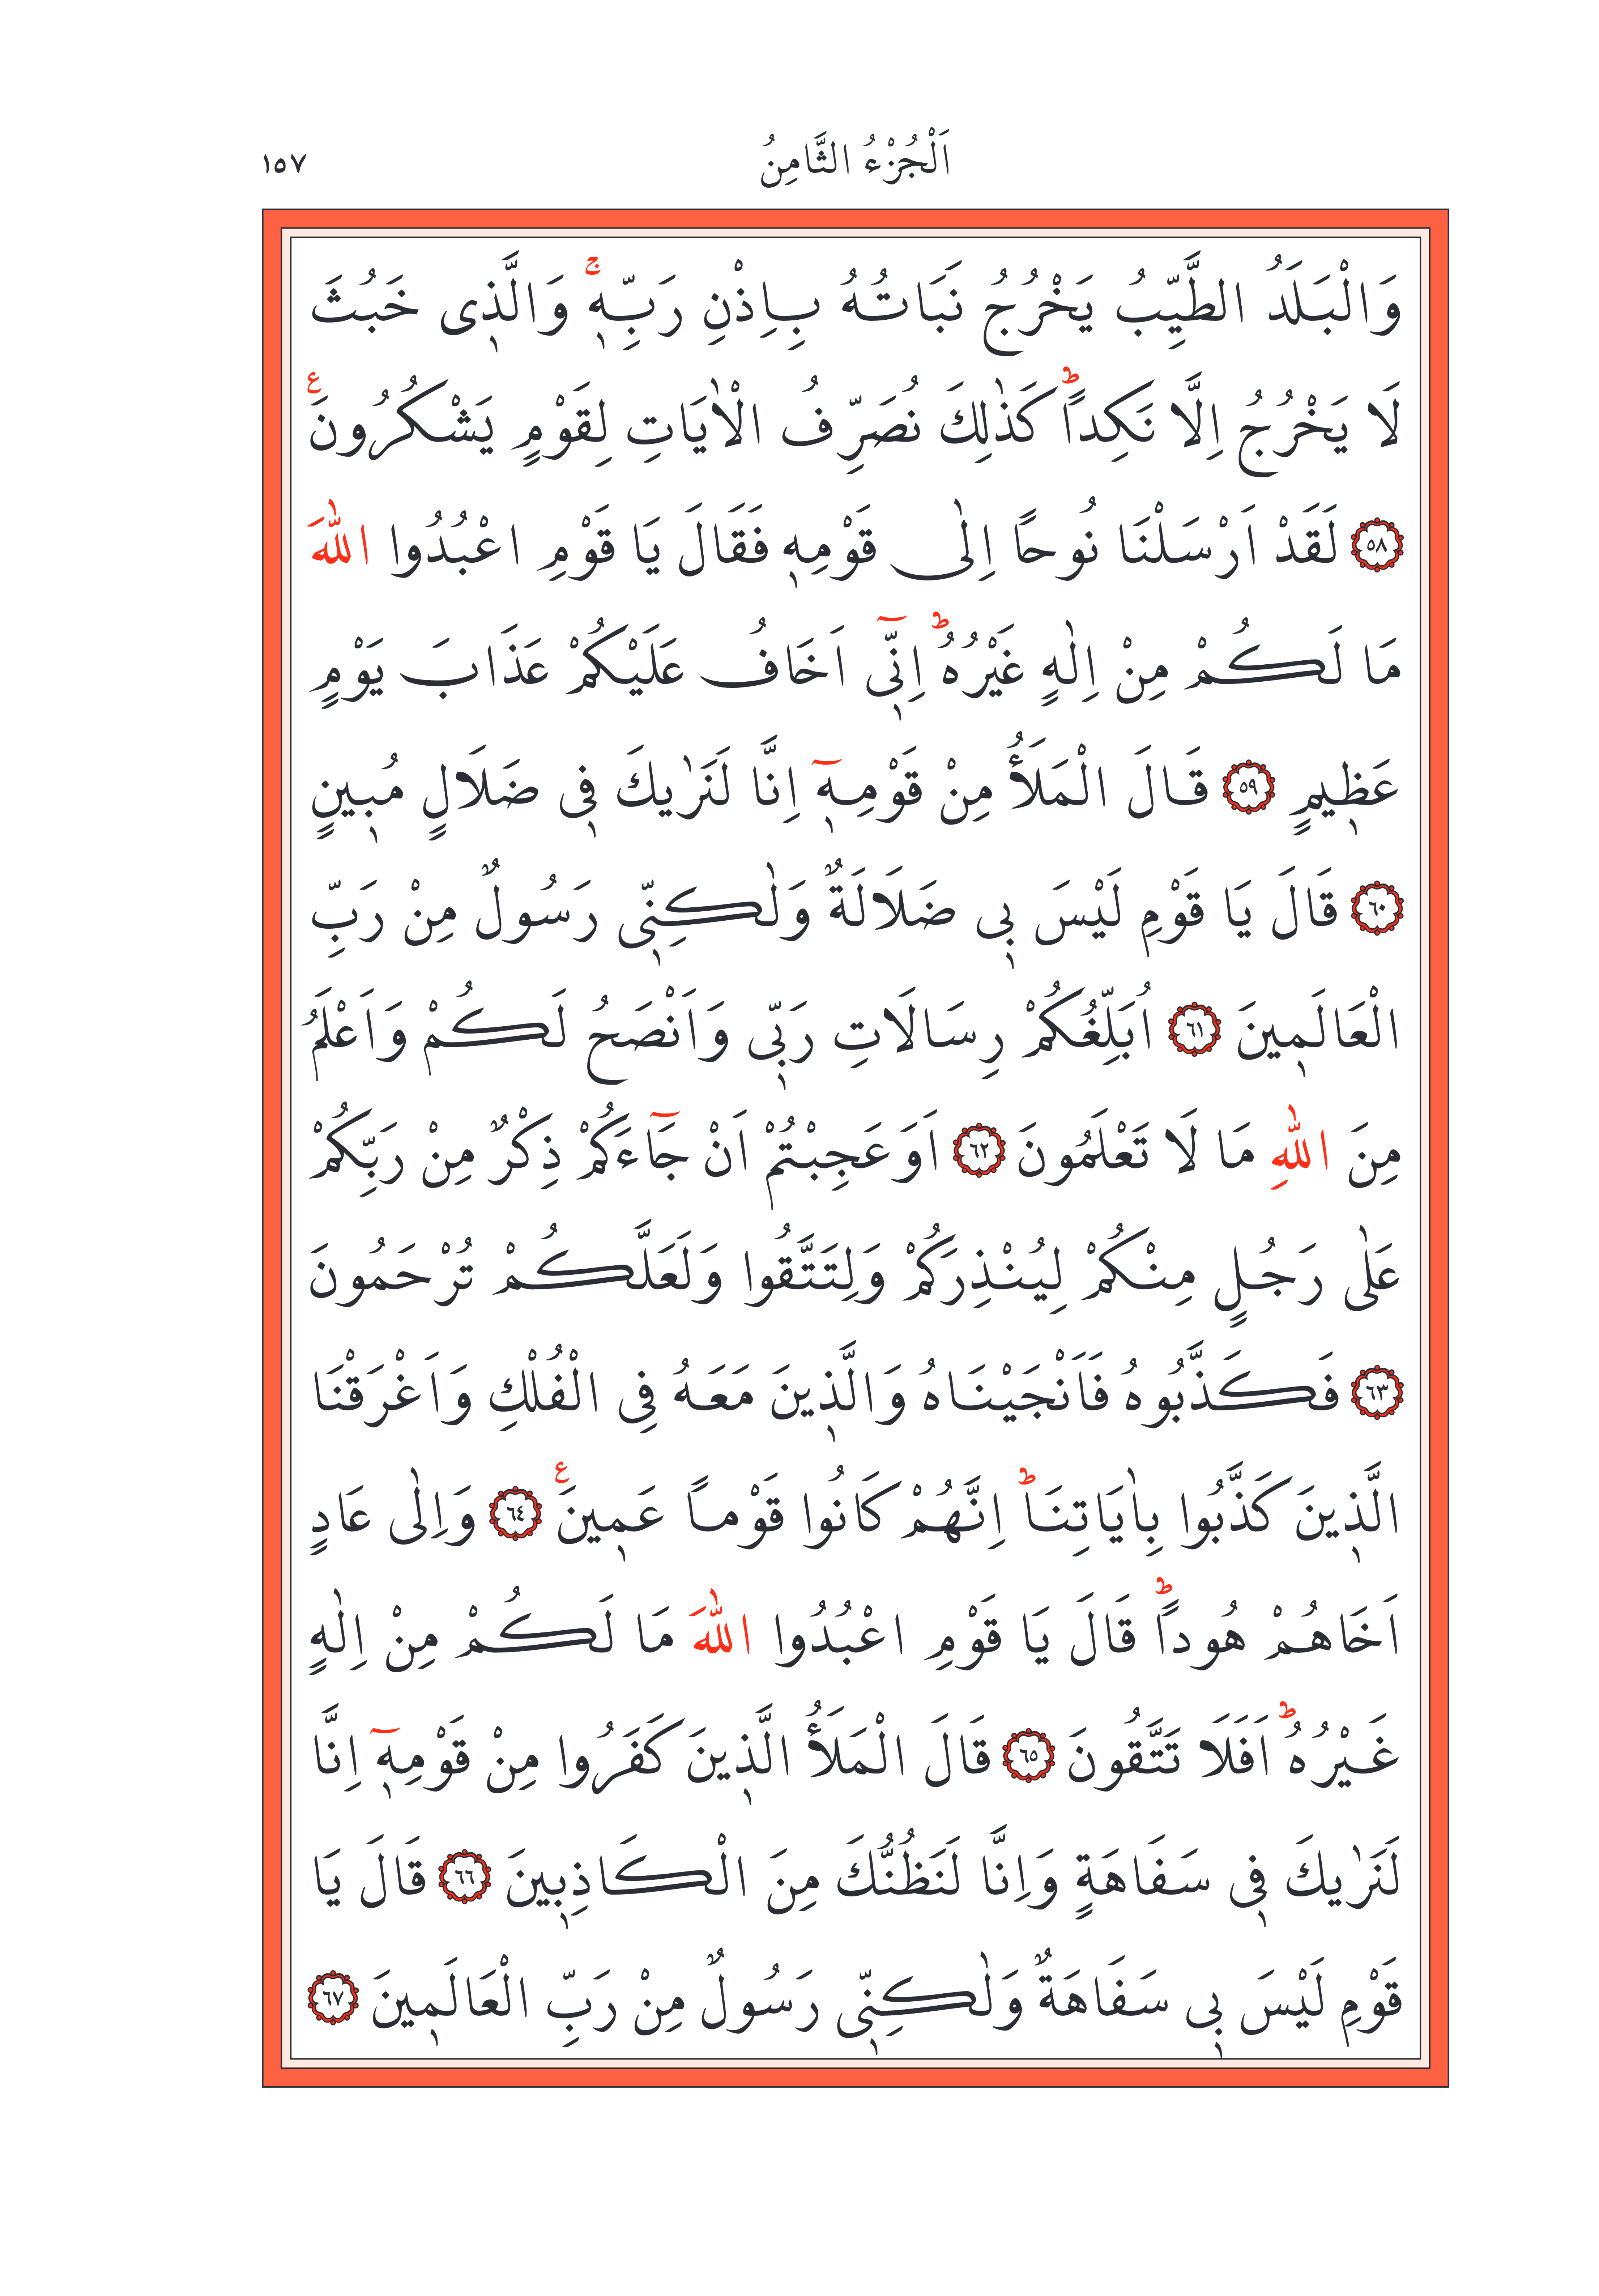 اَلْجُزْءُ الثَّامِنُ ١٥٧
وَالْبَلَدُ الطَّيِّبُ يَخْرُجُ نَبَاتُهُ بِاِذْنِ رَبِّه۪ۚ وَالَّذ۪ى خَبُثَ
لَا يَخْرُجُ اِلَّا نَكِداًۜ كَذٰلِكَ نُصَرِّفُ الْاٰيَاتِ لِقَوْمٍ يَشْكُرُونَ ع
٥٨ لَقَدْ اَرْسَلْنَا نُوحاً اِلٰى قَوْمِه۪ فَقَالَ يَا قَوْمِ اعْبُدُوا اللّٰهَ
مَا لَكُمْ مِنْ اِلٰهٍ غَيْرُهُۜ اِنّ۪ٓى اَخَافُ عَلَيْكُمْ عَذَابَ يَوْمٍ
عَظ۪يمٍ ٥٩ قَالَ الْمَلَأُ مِنْ قَوْمِه۪ٓ اِنَّا لَنَرٰيكَ ف۪ى ضَلَالٍ مُب۪ينٍ
٦٠ قَالَ يَا قَوْمِ لَيْسَ ب۪ى ضَلَالَةٌ وَلٰكِنّ۪ى رَسُولٌ مِنْ رَبِّ
الْعَالَم۪ينَ ٦١ اُبَلِّغُكُمْ رِسَالَاتِ رَبّ۪ى وَاَنْصَحُ لَكُمْ وَاَعْلَمُ
مِنَ اللّٰهِ مَا لَا تَعْلَمُونَ ٦٢ اَوَعَجِبْتُمْ اَنْ جَٓاءَكُمْ ذِكْرٌ مِنْ رَبِّكُمْ
عَلٰى رَجُلٍ مِنْكُمْ لِيُنْذِرَكُمْ وَلِتَتَّقُوا وَلَعَلَّكُمْ تُرْحَمُونَ
٦٣ فَكَذَّبُوهُ فَاَنْجَيْنَاهُ وَالَّذ۪ينَ مَعَهُ فِى الْفُلْكِ وَاَغْرَقْنَا
الَّذ۪ينَ كَذَّبُوا بِاٰيَاتِنَاۜ اِنَّهُمْ كَانُوا قَوْماً عَم۪ينَ ع ٦٤ وَاِلٰى عَادٍ
اَخَاهُمْ هُوداًۜ قَالَ يَا قَوْمِ اعْبُدُوا اللّٰهَ مَا لَكُمْ مِنْ اِلٰهٍ
غَيْرُهُۜ اَفَلَا تَتَّقُونَ ٦٥ قَالَ الْمَلَأُ الَّذ۪ينَ كَفَرُوا مِنْ قَوْمِه۪ٓ اِنَّا
لَنَرٰيكَ ف۪ى سَفَاهَةٍ وَاِنَّا لَنَظُنُّكَ مِنَ الْكَاذِب۪ينَ ٦٦ قَالَ يَا
قَوْمِ لَيْسَ ب۪ى سَفَاهَةٌ وَلٰكِنّ۪ى رَسُولٌ مِنْ رَبِّ الْعَالَم۪ينَ ٦٧